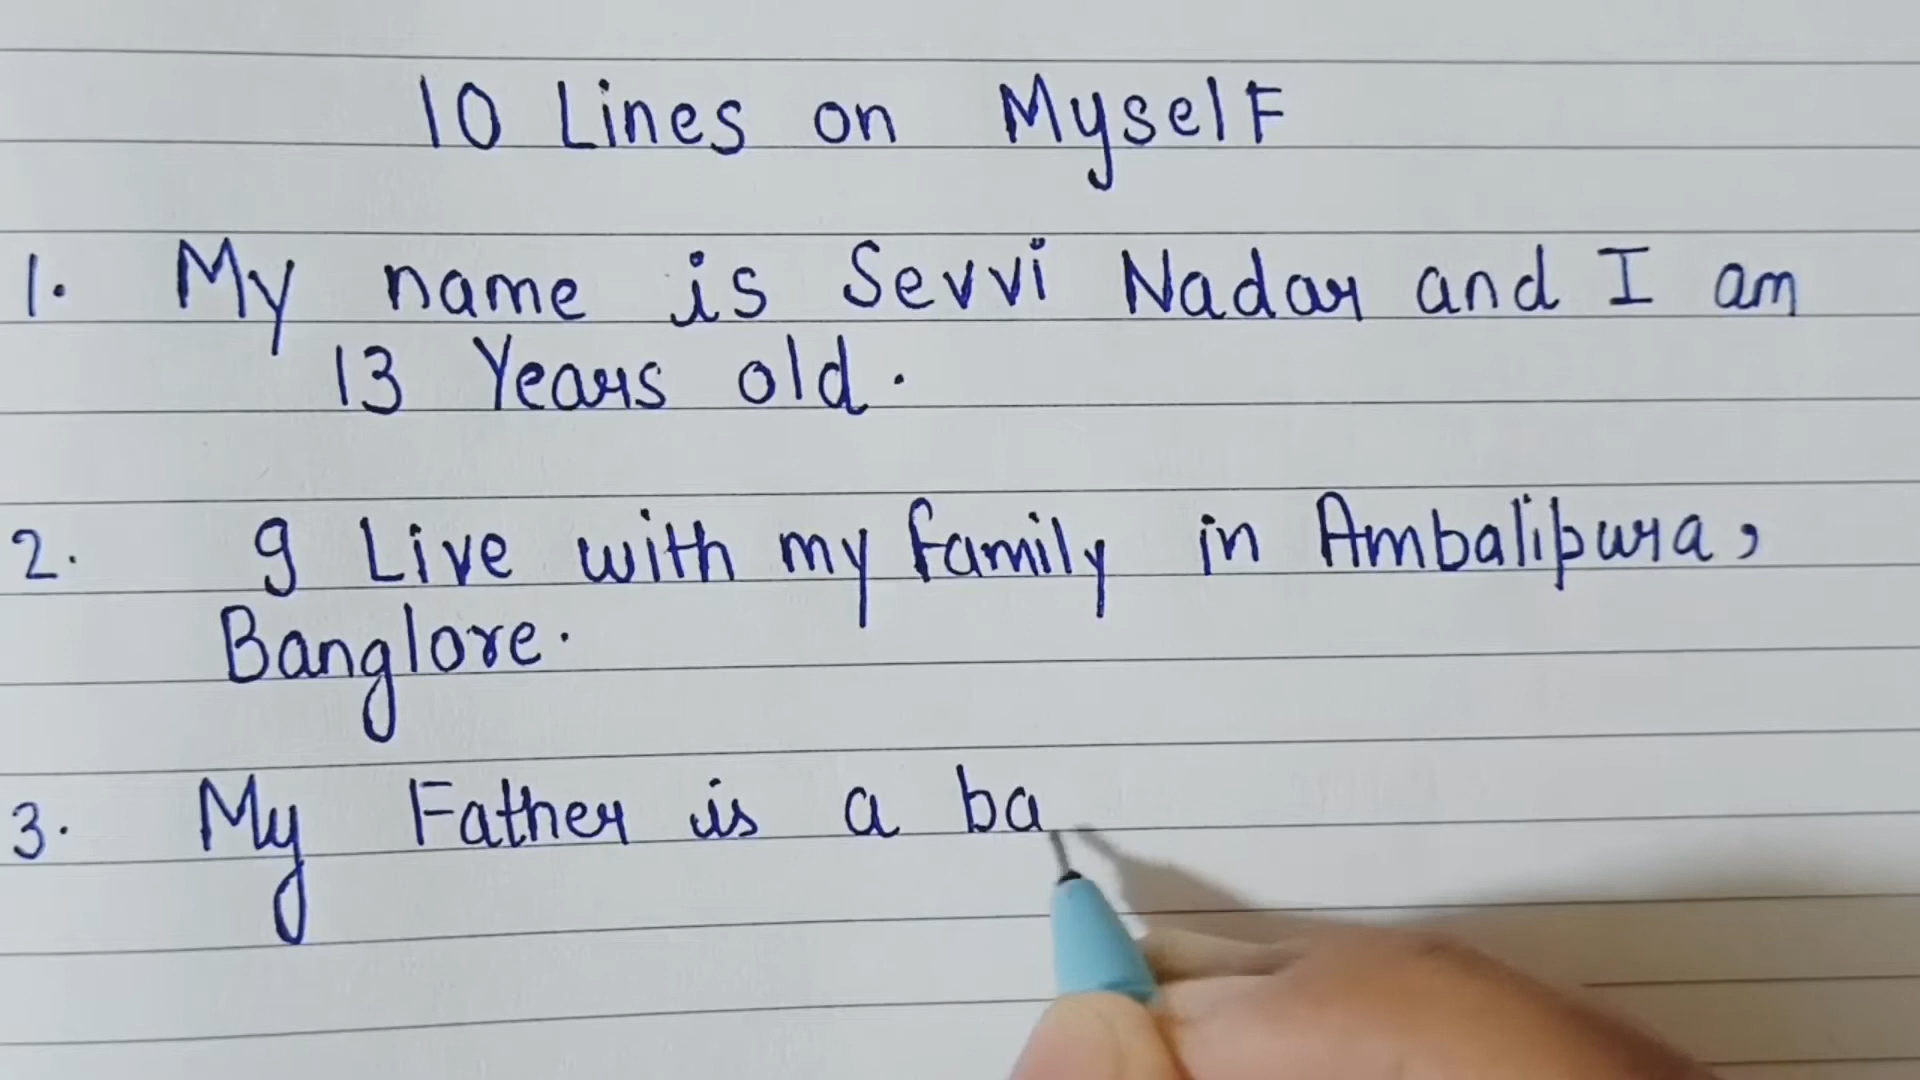 10 Lines on Myself
1. My name is Sevvi Nadar and I am
13 Years old.
2. I Live with my family in Ambalipura,
Banglore.
3. My Father is a ba